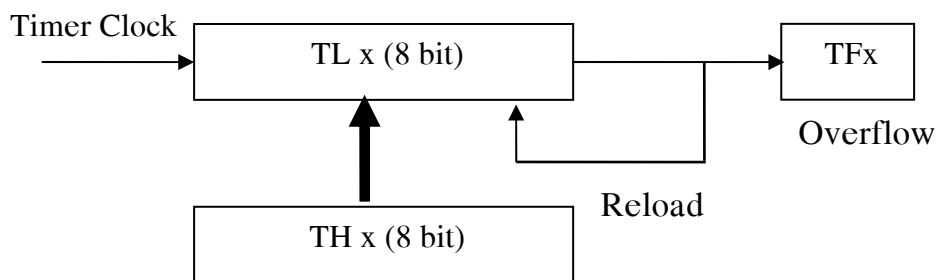 Timer Clock
TL x (8 bit)
TFx
Overflow
Reload
TH x (8 bit)